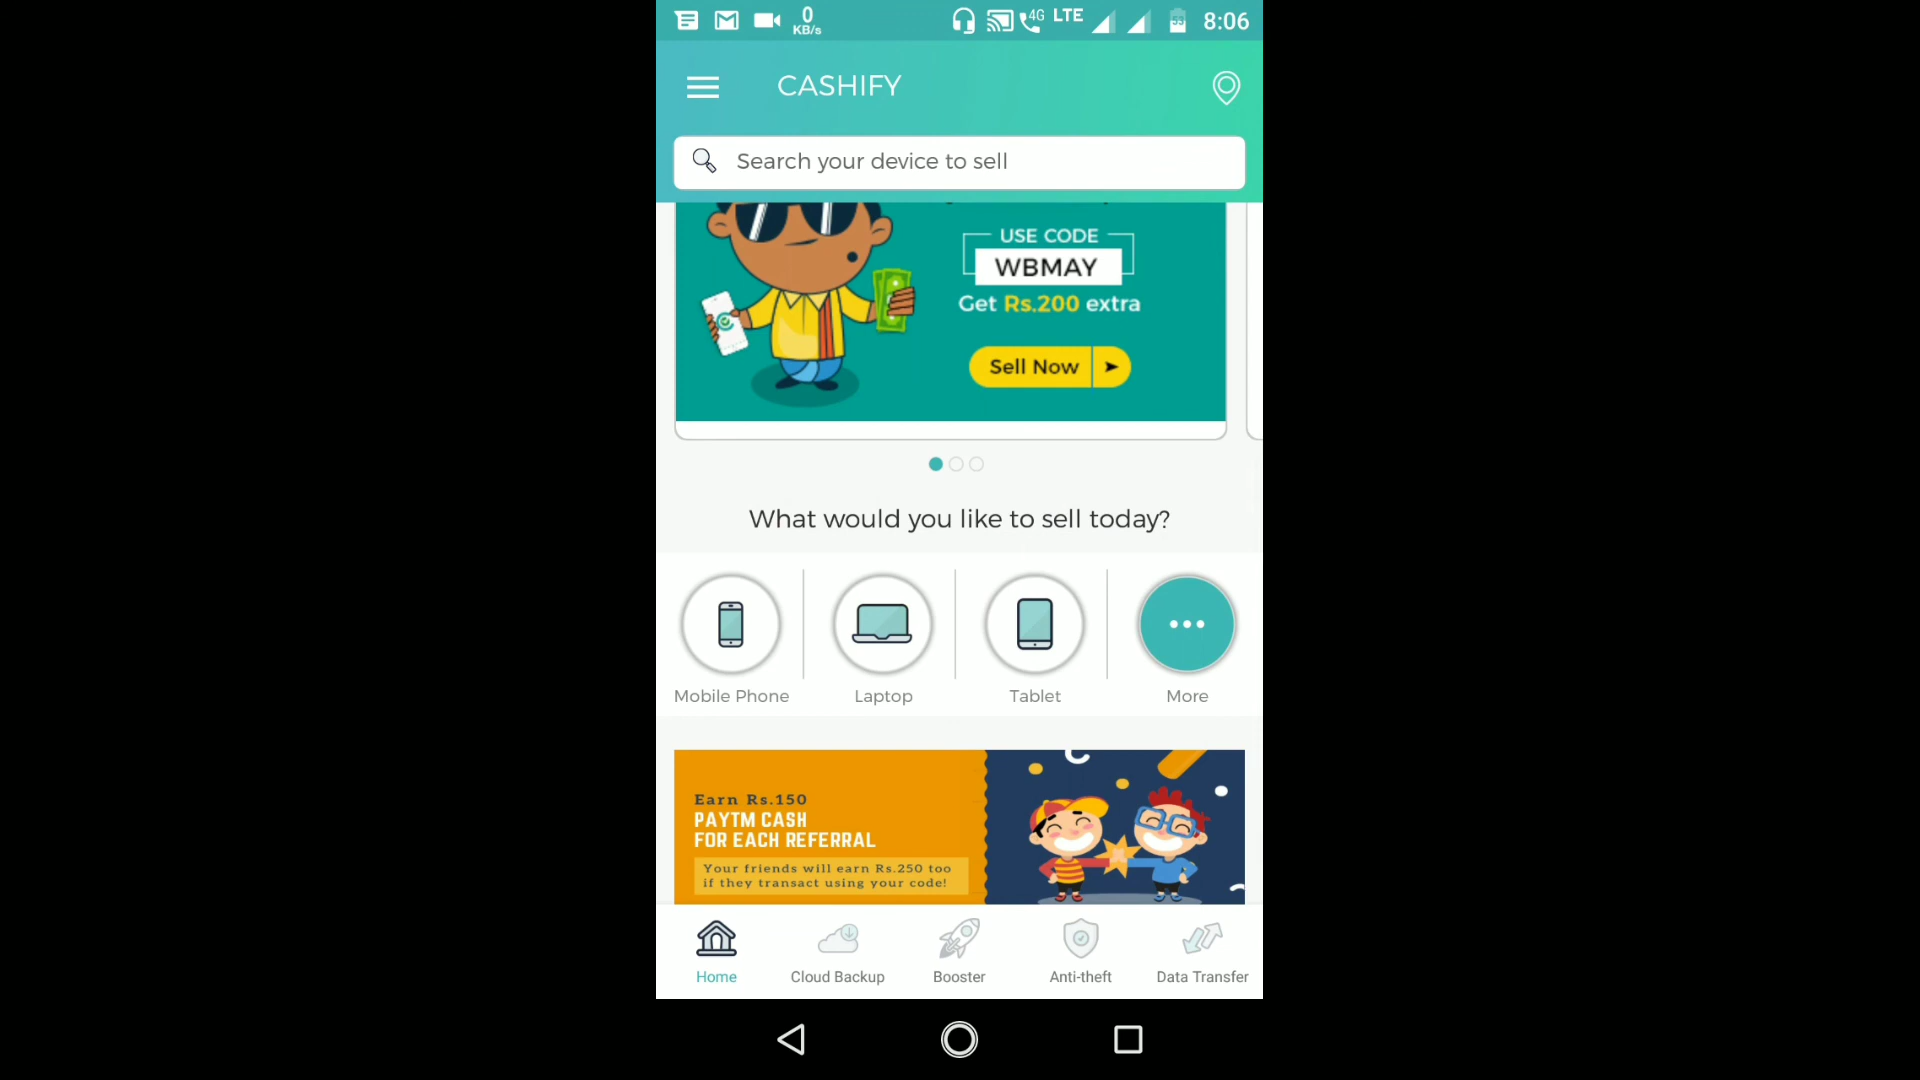 0
KB/s
4G
LTE
53
8:06
CASHIFY
Search your device to sell
USE CODE
WBMAY
Get Rs.200 extra
Sell Now
What would you like to sell today?
Mobile Phone
Laptop
Tablet
More
Earn Rs.150
PAYTM CASH
FOR EACH REFERRAL
Your friends will earn Rs.250 too
if they transact using your code!
Home
Cloud Backup
Booster
Anti-theft
Data Transfer